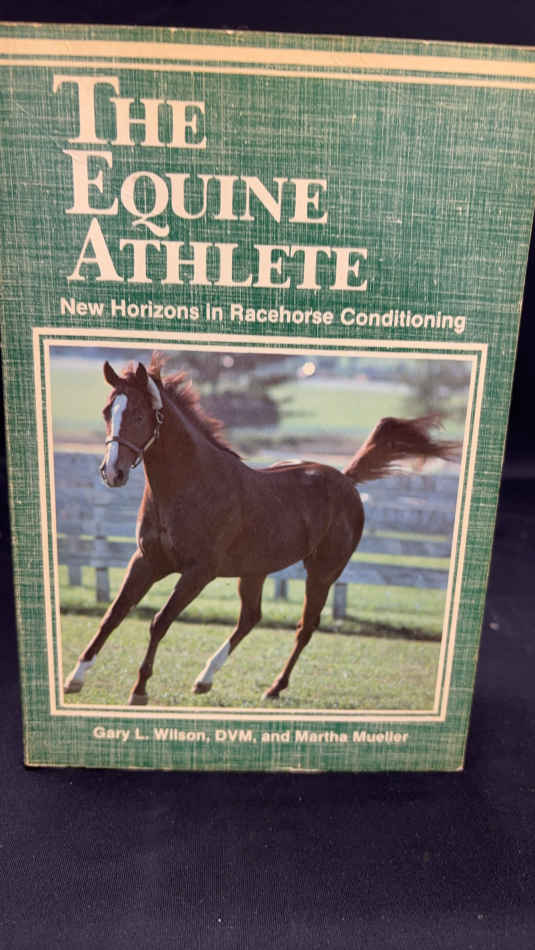 THE
EQUINE
ATHLETE
New Horizons in Racehorse Conditioning
Gary L. Wilson, DVM, and Martha Mueller